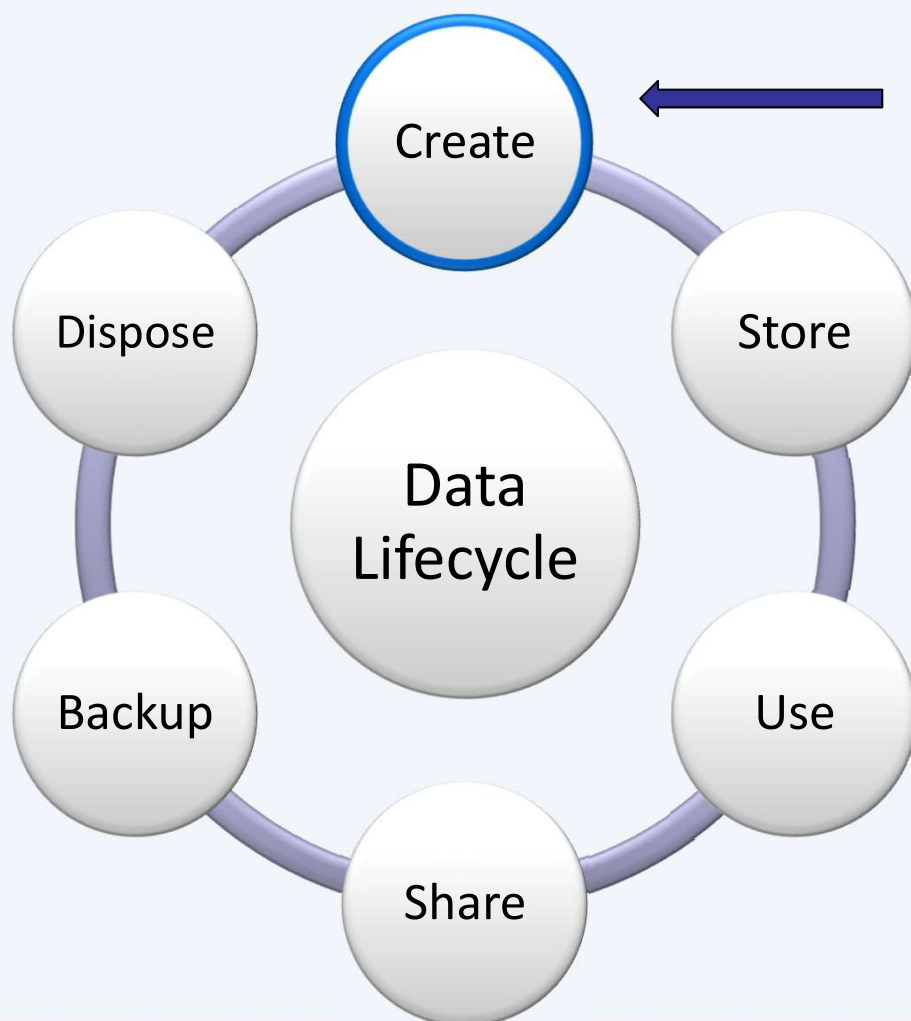 Create
Store
Use
Share
Backup
Dispose
Data
Lifecycle